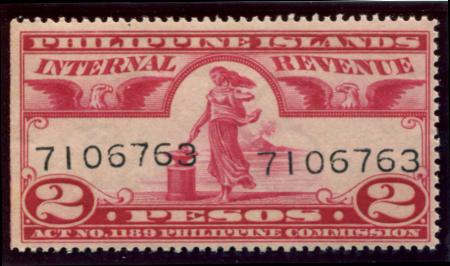 PHILIPPINE ISLANDS
INTERNAL REVENUE
7106763 7106763
2 PESOS 2
ACT NO. 1189 PHILIPPINE COMMISSION